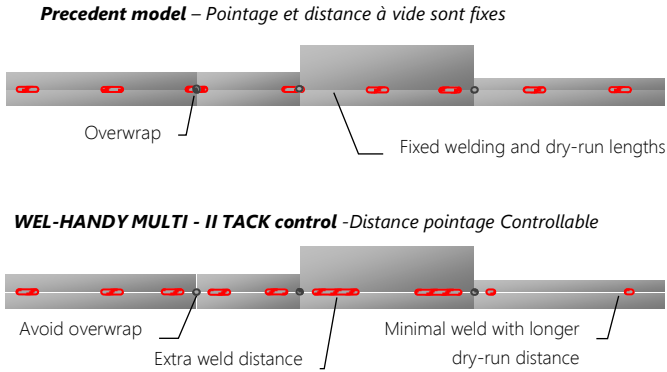 Precedent model – Pointage et distance à vide sont fixes
Overwrap
Fixed welding and dry-run lengths
WEL-HANDY MULTI - II TACK control -Distance pointage Controllable
Avoid overwrap
Extra weld distance
Minimal weld with longer
dry-run distance